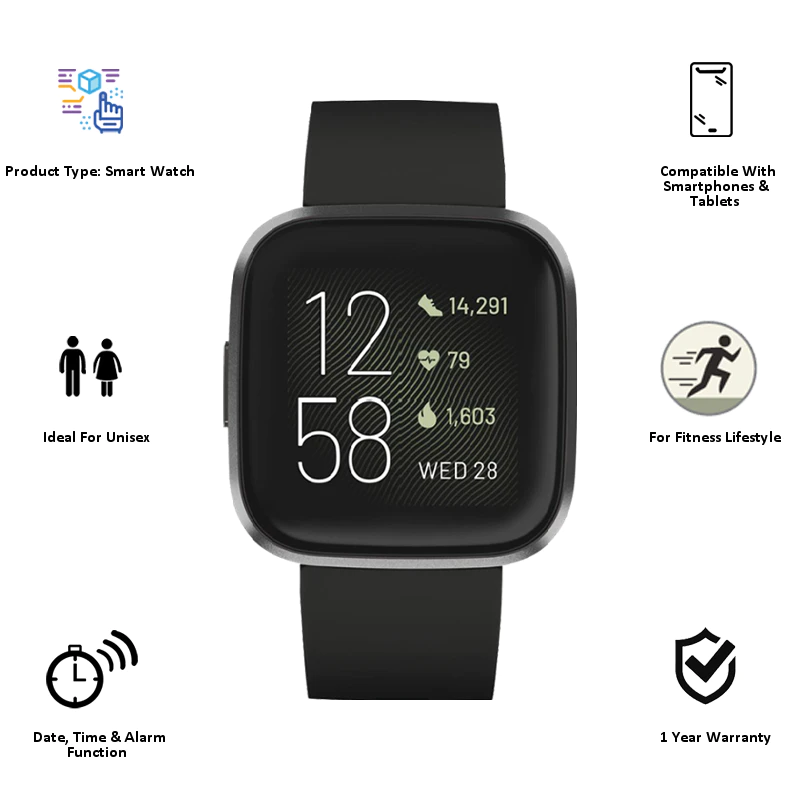 Product Type: Smart Watch
Compatible With
Smartphones &
Tablets
12
58
14,291
79
1,603
WED 28
Ideal For Unisex
For Fitness Lifestyle
Date, Time & Alarm
Function
1 Year Warranty